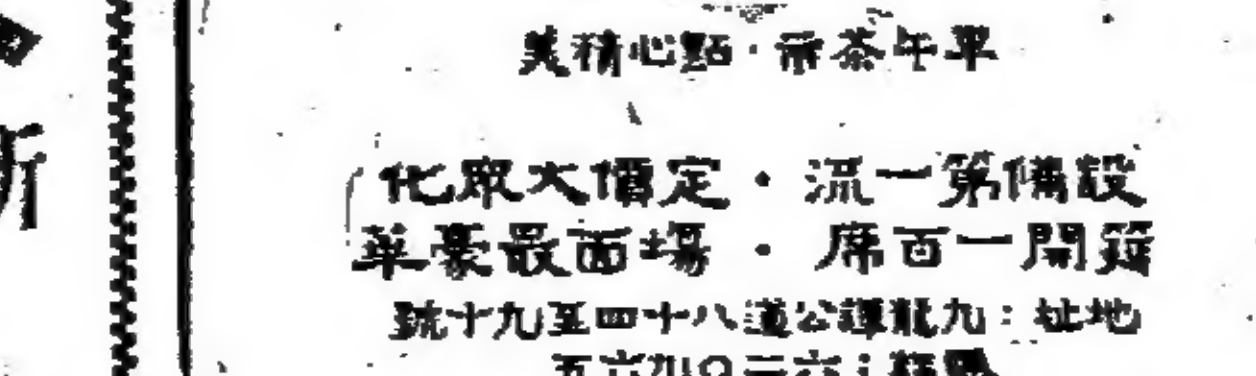 早午茶市·點心精美
設備第一流·定價大眾化
筵開一百席·場面最豪華
地址：九龍譚公道八十四至九十號